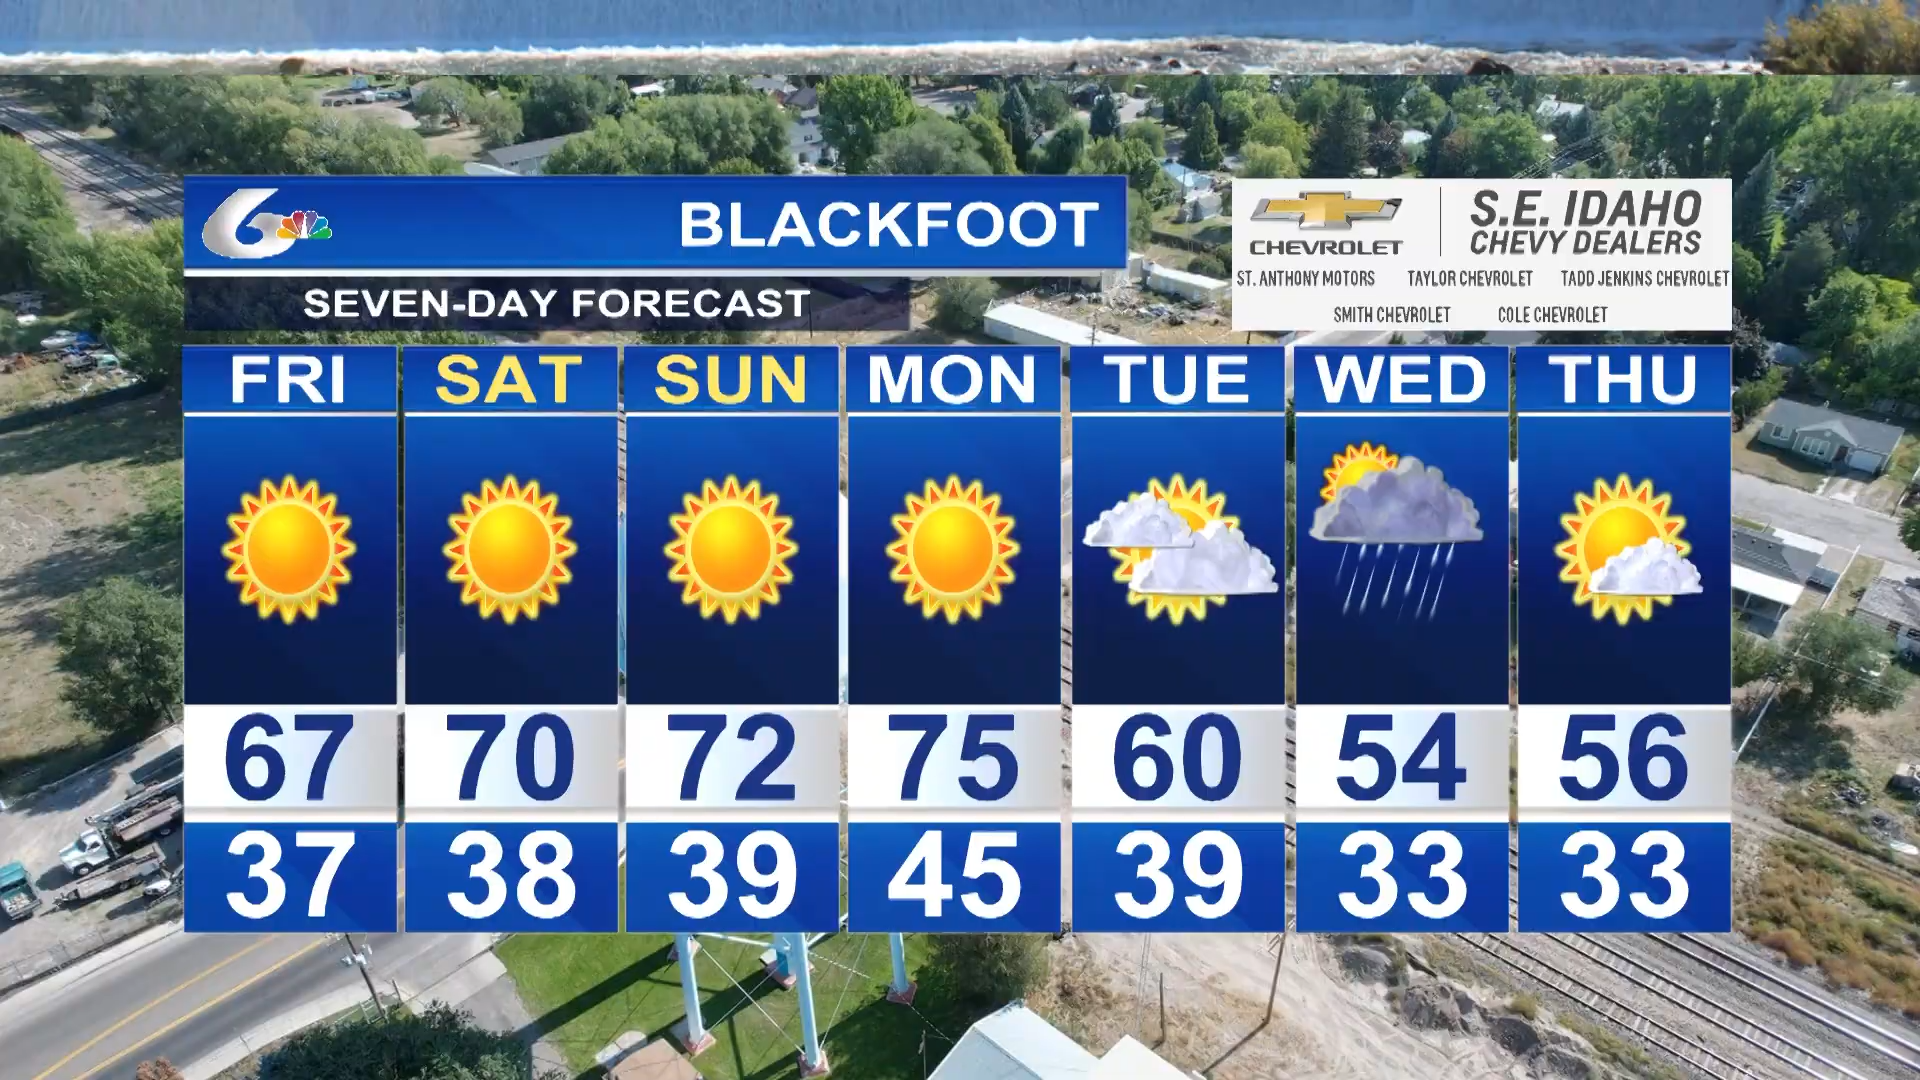 6
BLACKFOOT
SEVEN-DAY FORECAST
CHEVROLET
S.E. IDAHO
CHEVY DEALERS
ST. ANTHONY MOTORS TAYLOR CHEVROLET TADD JENKINS CHEVROLET
SMITH CHEVROLET COLE CHEVROLET
FRI SAT SUN MON TUE WED THU
67 70 72 75 60 54 56
37 38 39 45 39 33 33